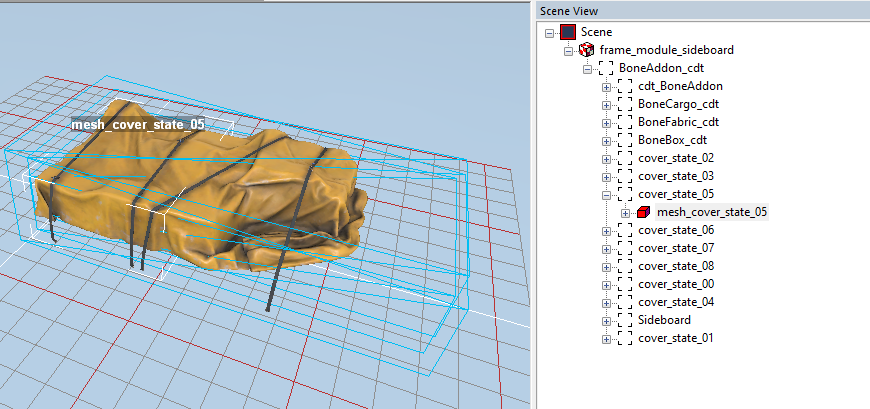 mesh_cover_state_05
Scene View
Scene
frame_module_sideboard
BoneAddon_cdt
cdt_BoneAddon
BoneCargo_cdt
BoneFabric_cdt
BoneBox_cdt
cover_state_02
cover_state_03
cover_state_05
mesh_cover_state_05
cover_state_06
cover_state_07
cover_state_08
cover_state_00
cover_state_04
Sideboard
cover_state_01